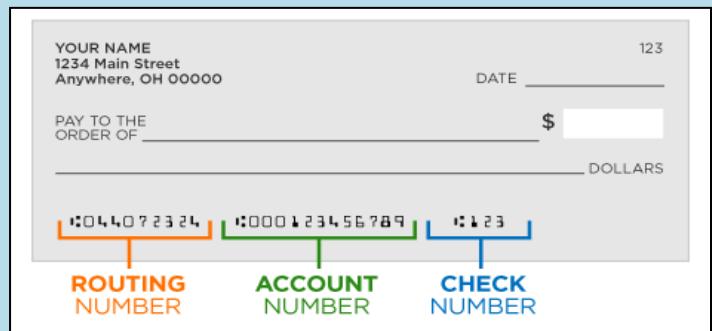 YOUR NAME
123
1234 Main Street
Anywhere, OH 00000
DATE
PAY TO THE
ORDER OF
$
DOLLARS
⑆044072324 ⑆000123456789 ⑆123
ROUTING
NUMBER
ACCOUNT
NUMBER
CHECK
NUMBER